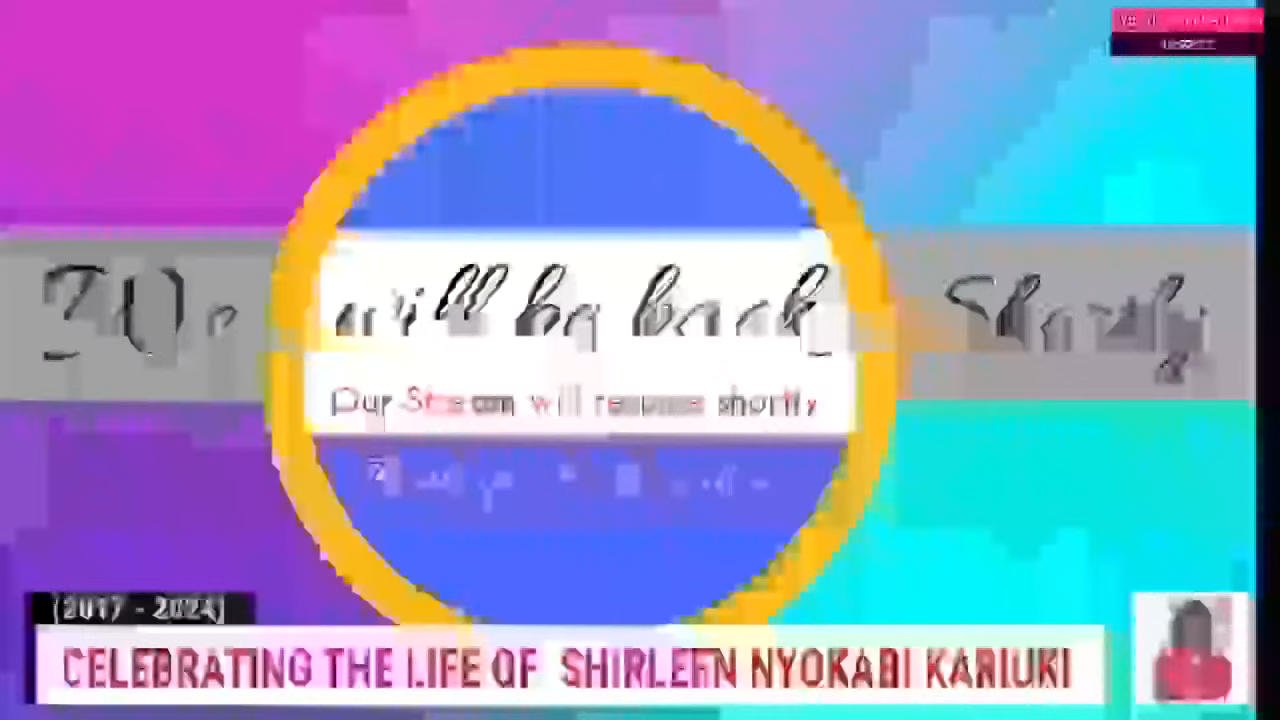 We will be back Shortly
Our Stream will resume shortly
(2017 - 2024)
CELEBRATING THE LIFE OF SHIRLEEN NYOKABI KARIUKI